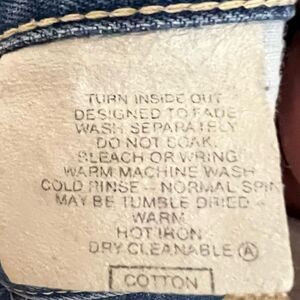 TURN INSIDE OUT
DESIGNED TO FADE
WASH SEPARATELY
DO NOT SOAK,
BLEACH OR WRING
WARM MACHINE WASH
COLD RINSE – NORMAL SPIN
MAY BE TUMBLE DRIED –
WARM
HOT IRON
DRY CLEANABLE Ⓐ
COTTON